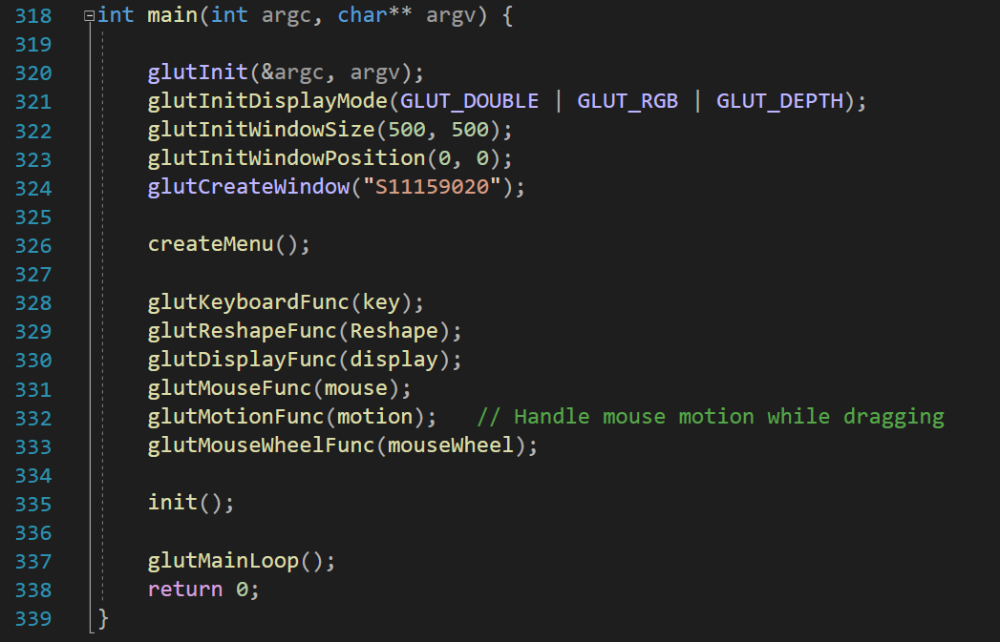 318 int main(int argc, char** argv) {
319
320 glutInit(&argc, argv);
321 glutInitDisplayMode(GLUT_DOUBLE | GLUT_RGB | GLUT_DEPTH);
322 glutInitWindowSize(500, 500);
323 glutInitWindowPosition(0, 0);
324 glutCreateWindow("S11159020");
325
326 createMenu();
327
328 glutKeyboardFunc(key);
329 glutReshapeFunc(Reshape);
330 glutDisplayFunc(display);
331 glutMouseFunc(mouse);
332 glutMotionFunc(motion); // Handle mouse motion while dragging
333 glutMouseWheelFunc(mouseWheel);
334
335 init();
336
337 glutMainLoop();
338 return 0;
339 }